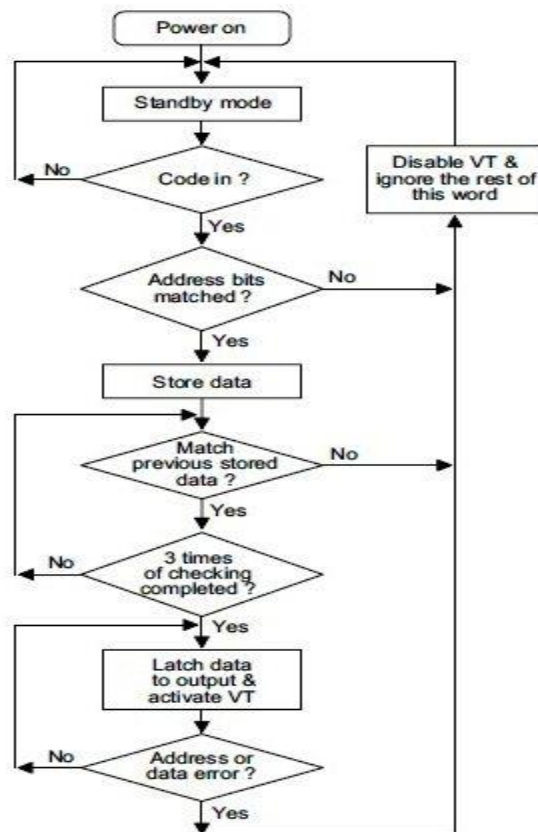 Power on
Standby mode
No
Code in ?
Disable VT &
ignore the rest of
this word
Yes
Address bits
matched ?
No
Yes
Store data
Match
previous stored
data ?
No
Yes
No
3 times
of checking
completed ?
Yes
Latch data
to output &
activate VT
No
Address or
data error ?
Yes